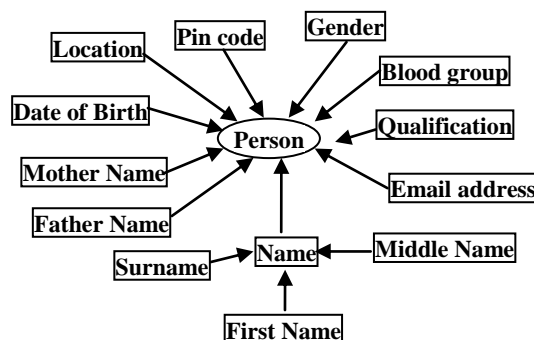 Gender
Pin code
Location
Blood group
Date of Birth
Qualification
Person
Mother Name
Email address
Father Name
Name
Middle Name
Surname
First Name